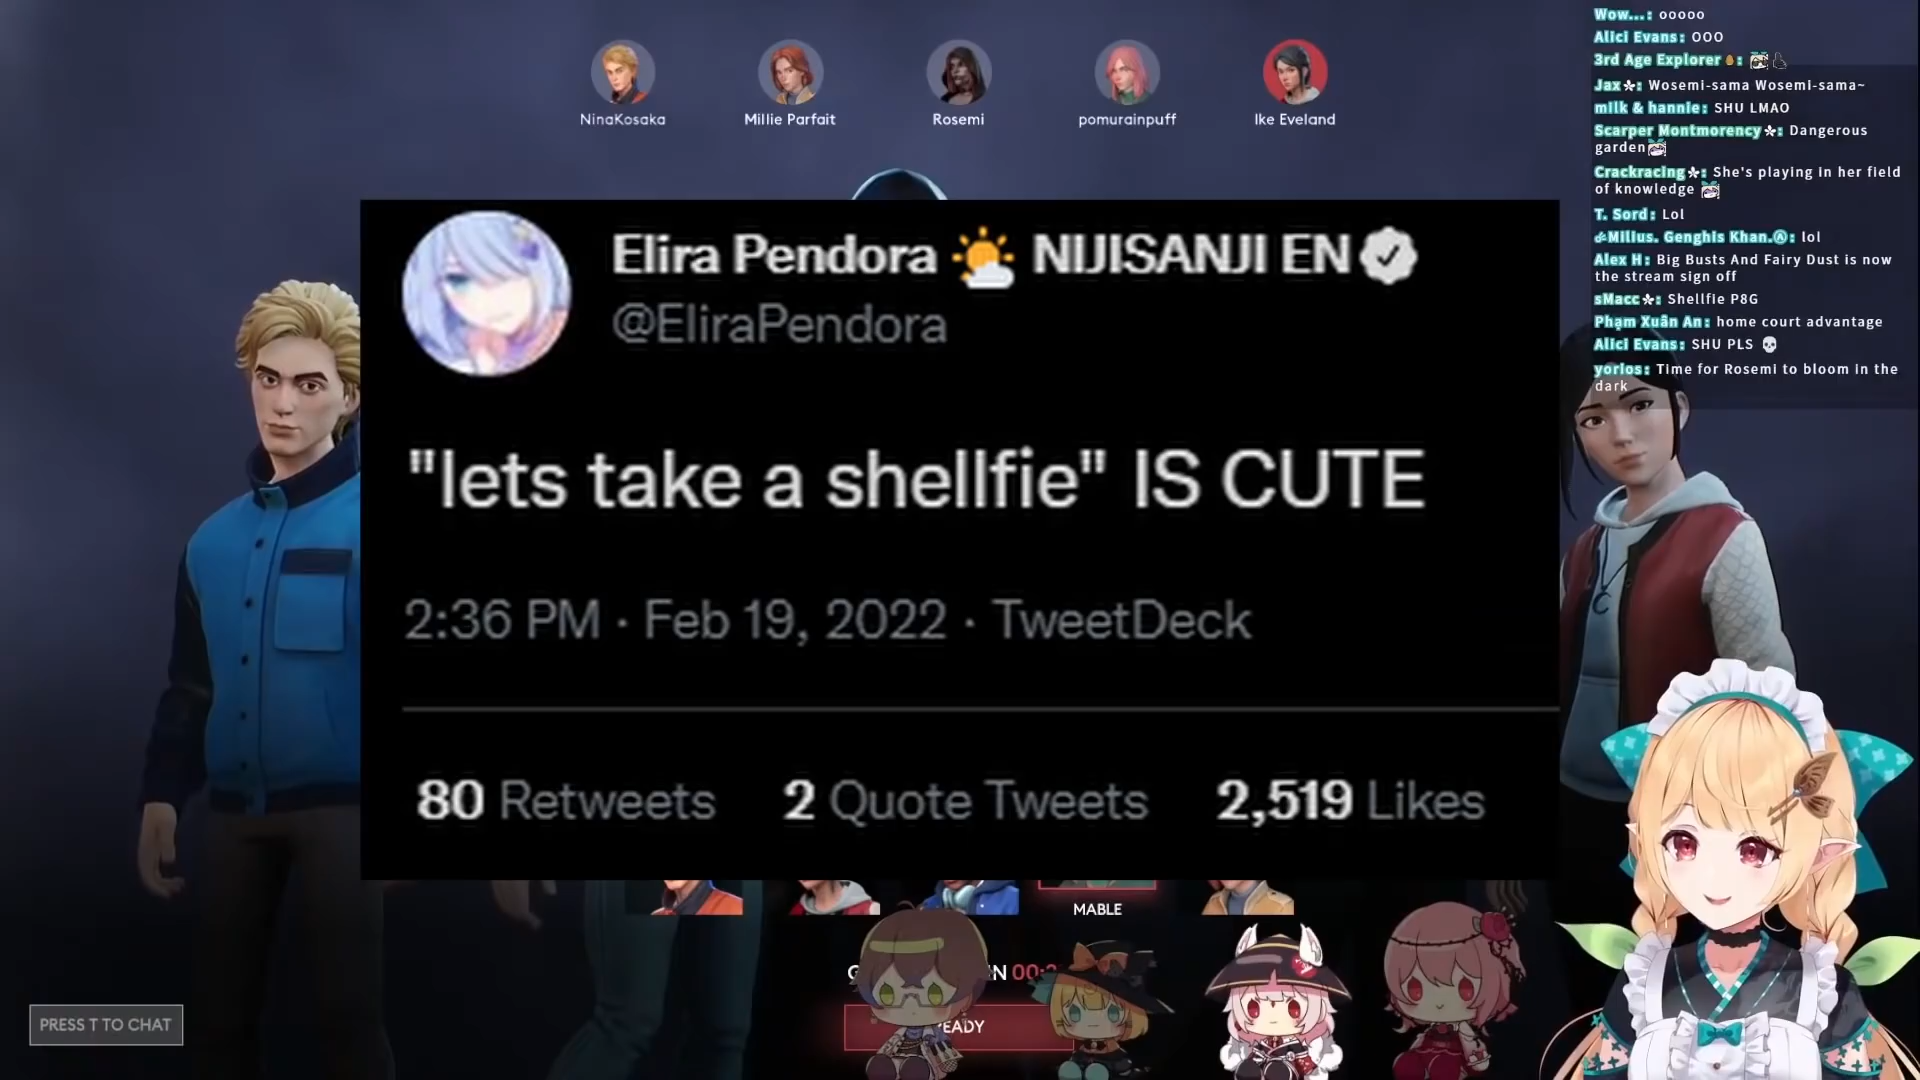 NinaKosaka
Millie Parfait
Rosemi
pomurainpuff
Ike Eveland
Elira Pendora NIJISANJI EN
@EliraPendora
"lets take a shellfie" IS CUTE
2:36 PM · Feb 19, 2022 · TweetDeck
80 Retweets 2 Quote Tweets 2,519 Likes
MABLE
PRESS T TO CHAT
Wow...: ooooo
Alici Evans: OOO
3rd Age Explorer:
Jax: Wosemi-sama Wosemi-sama~
milk & hannie: SHU LMAO
Scarper Montmorency: Dangerous
garden
Crackracing: She's playing in her field
of knowledge
T. Sord: Lol
Milius. Genghis Khan.Ⓐ: lol
Alex H: Big Busts And Fairy Dust is now
the stream sign off
sMacc: Shellfie P8G
Phạm Xuân An: home court advantage
Alici Evans: SHU PLS 💀
yorlos: Time for Rosemi to bloom in the
dark